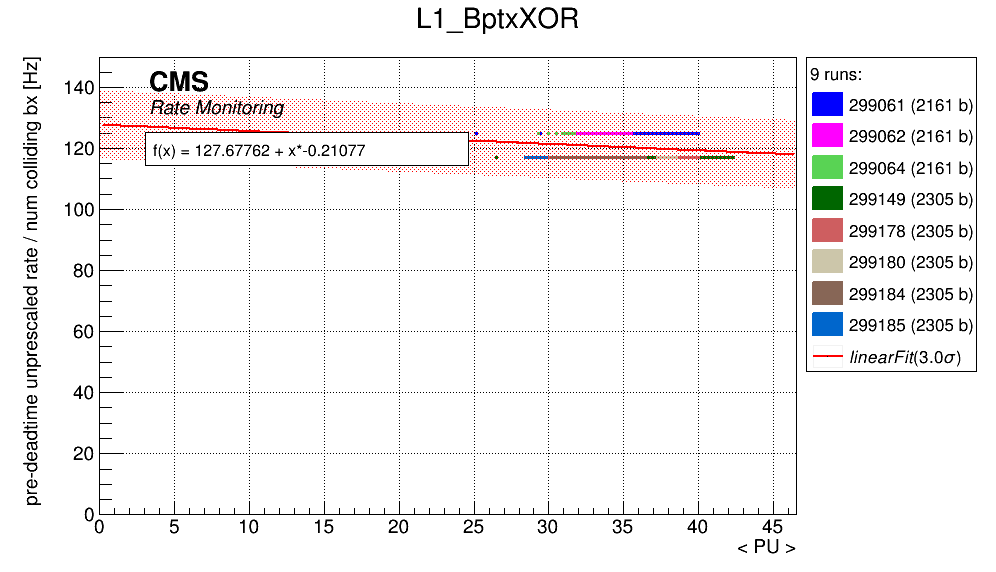 L1_BptxXOR
pre-deadtime unprescaled rate / num colliding bx [Hz]
CMS
Rate Monitoring
f(x) = 127.67762 + x*-0.21077
140
120
100
80
60
40
20
0
0 5 10 15 20 25 30 35 40 45
< PU >
9 runs:
299061 (2161 b)
299062 (2161 b)
299064 (2161 b)
299149 (2305 b)
299178 (2305 b)
299180 (2305 b)
299184 (2305 b)
299185 (2305 b)
linearFit(3.0σ)